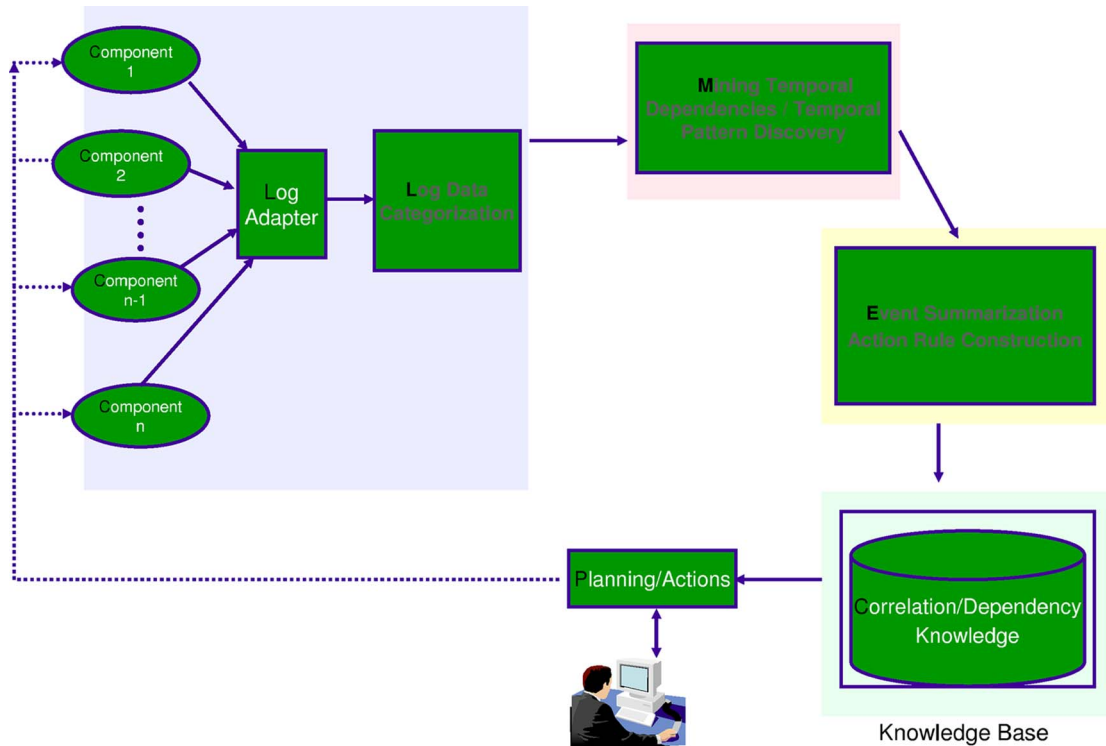 Component
1
Component
2
Component
n-1
Component
n
Log
Adapter
Log Data
Categorization
Mining Temporal
Dependencies / Temporal
Pattern Discovery
Event Summarization
Action Rule Construction
Correlation/Dependency
Knowledge
Knowledge Base
Planning/Actions